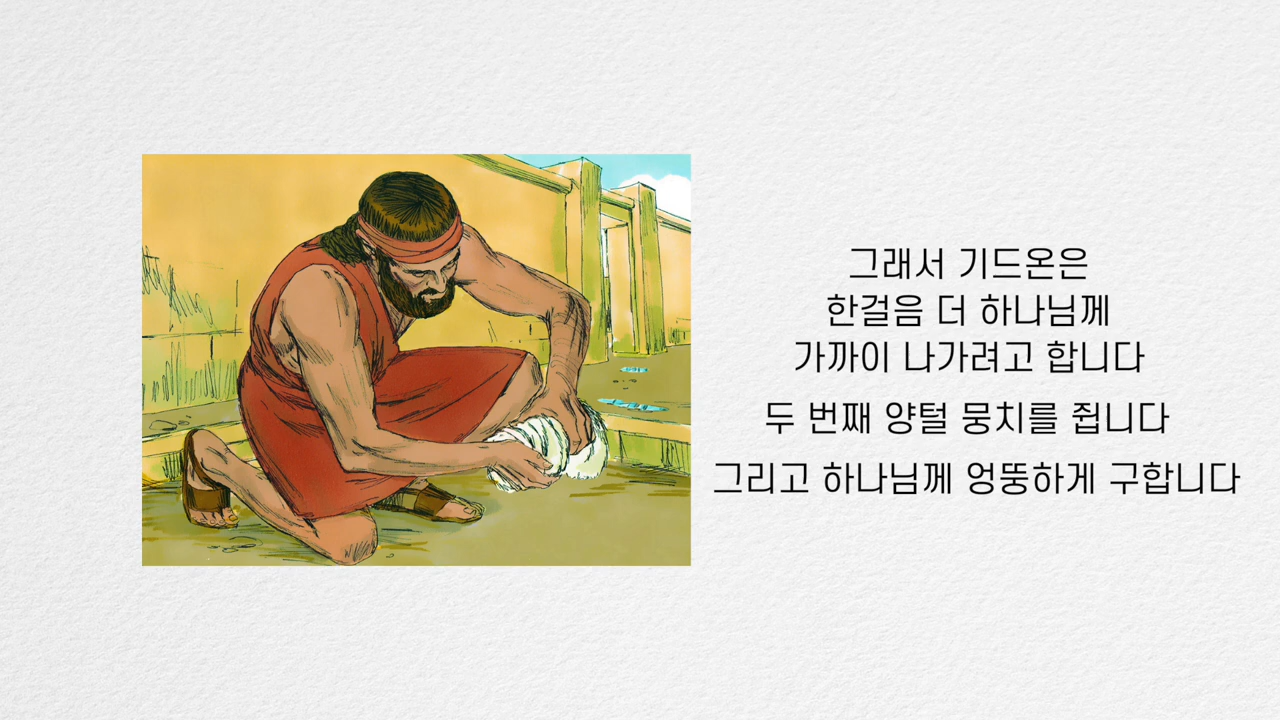 그래서 기드온은
한걸음 더 하나님께
가까이 나가려고 합니다
두 번째 양털 뭉치를 쥡니다
그리고 하나님께 엉뚱하게 구합니다